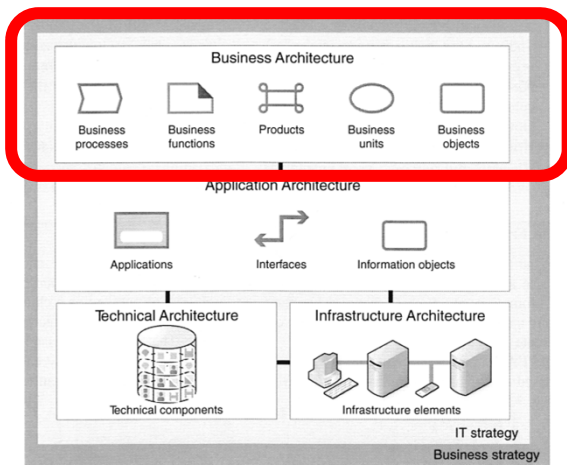 Business Architecture
Business processes
Business functions
Products
Business units
Business objects
Application Architecture
Applications
Interfaces
Information objects
Technical Architecture
Technical components
Infrastructure Architecture
Infrastructure elements
IT strategy
Business strategy